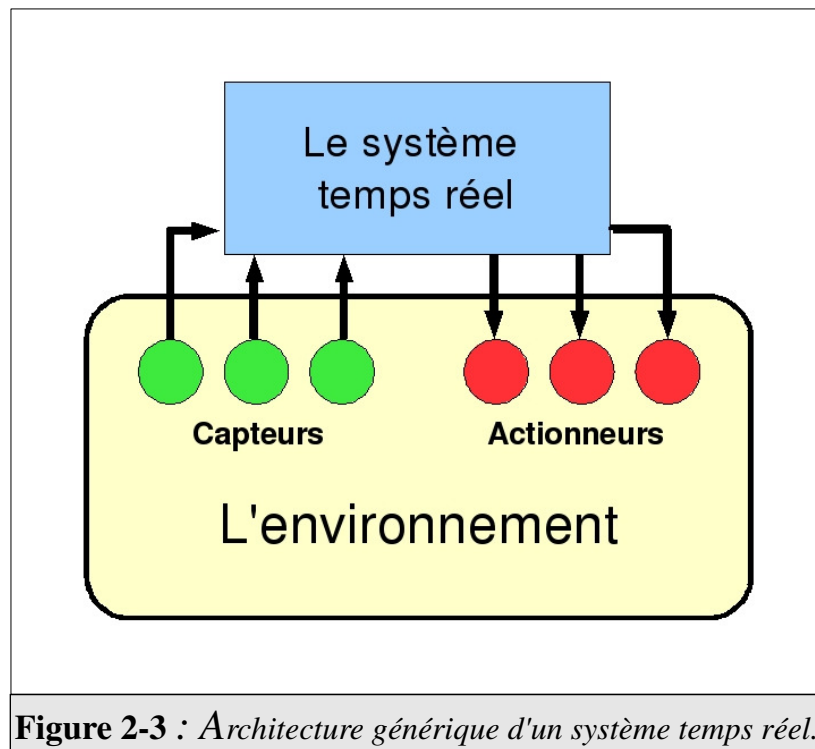 Le système
temps réel
Capteurs
Actionneurs
L'environnement
Figure 2-3 : Architecture générique d'un système temps réel.